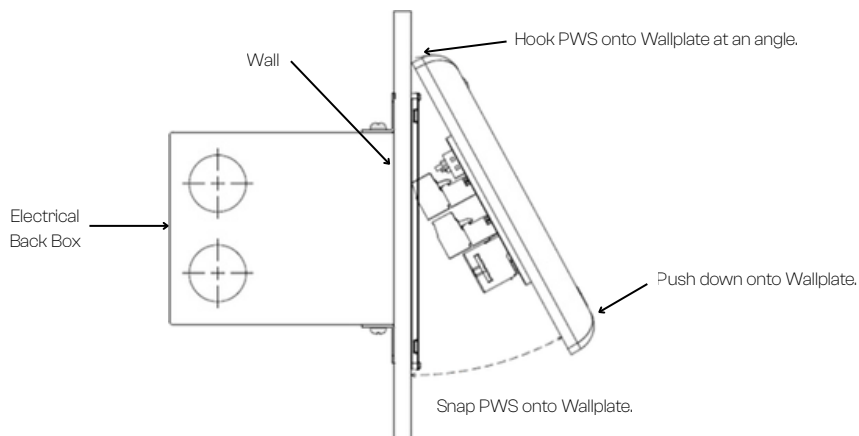 Hook PWS onto Wallplate at an angle.
Wall
Electrical
Back Box
Push down onto Wallplate.
Snap PWS onto Wallplate.